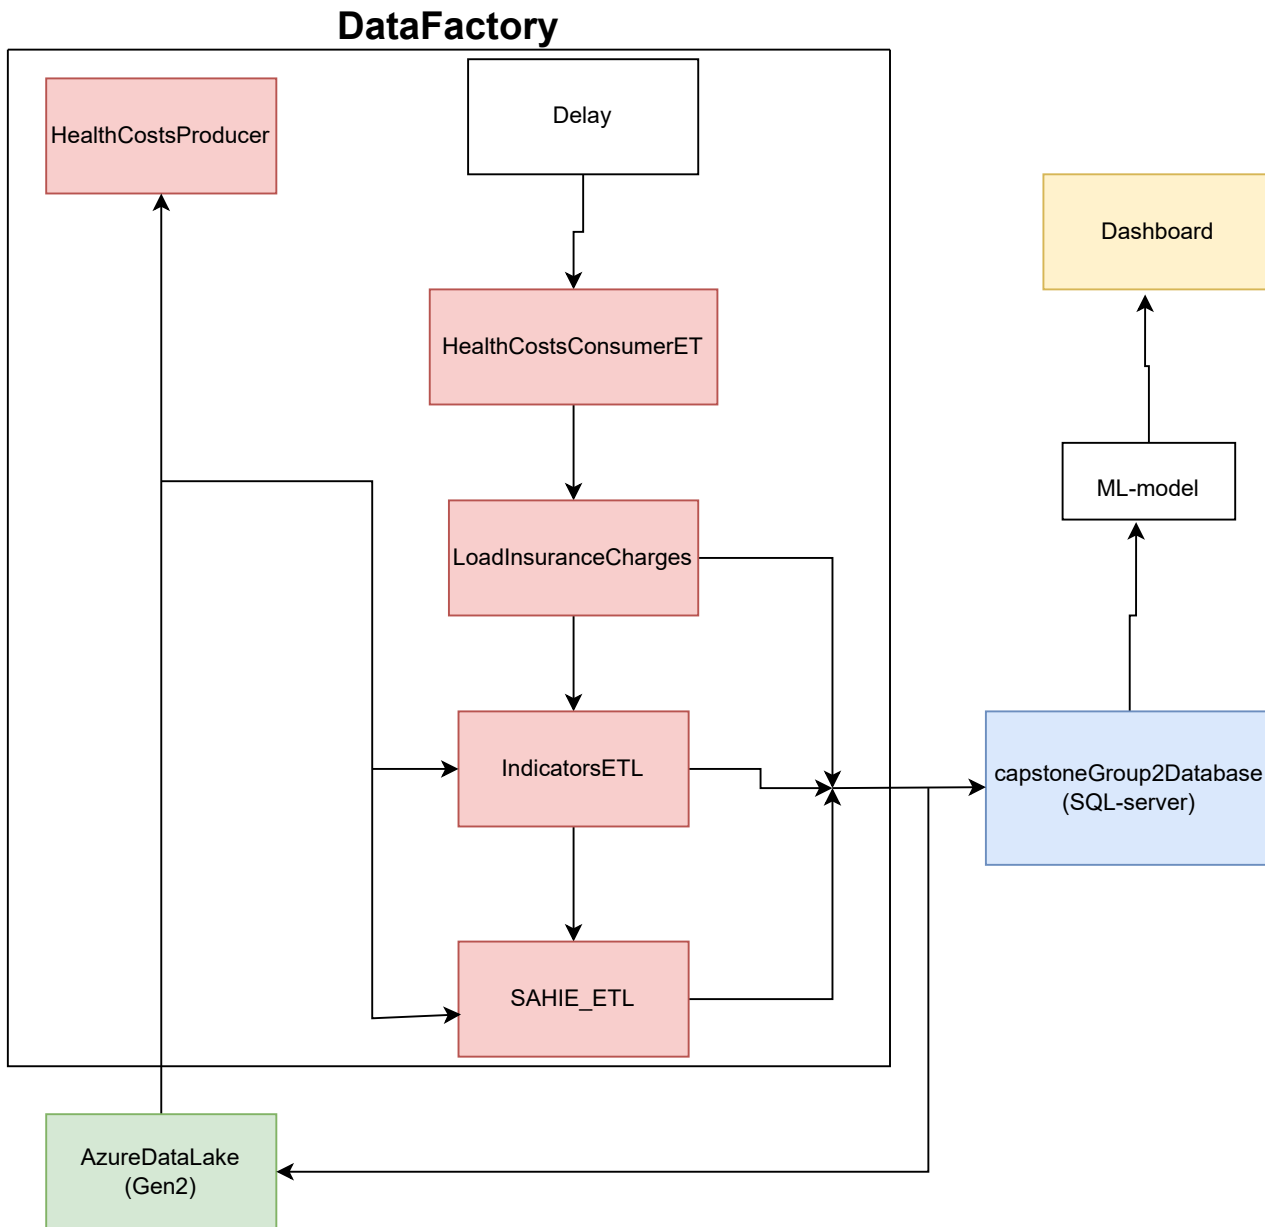 DataFactory
HealthCostsProducer
Delay
Dashboard
HealthCostsConsumerET
ML-model
LoadInsuranceCharges
IndicatorsETL
capstoneGroup2Database
(SQL-server)
SAHIE_ETL
AzureDataLake
(Gen2)